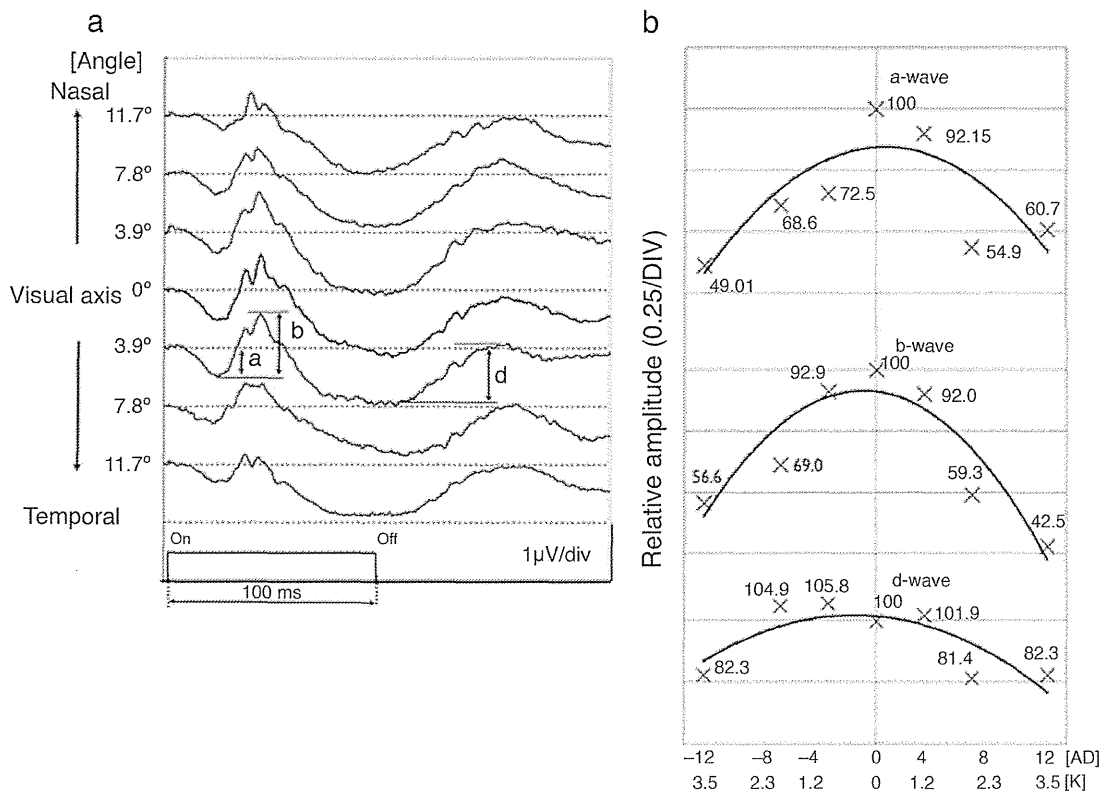 a
[Angle]
Nasal
11.7°
7.8°
3.9°
0°
Visual axis
3.9°
7.8°
11.7°
Temporal
a
b
d
On
Off
1μV/div
100 ms
b
Relative amplitude (0.25/DIV)
a-wave
100
92.15
72.5
68.6
60.7
54.9
49.01
b-wave
100
92.9
92.0
56.6
69.0
59.3
42.5
d-wave
104.9
105.8
100
101.9
82.3
81.4
82.3
−12 −8 −4 0 4 8 12 [AD]
3.5 2.3 1.2 0 1.2 2.3 3.5 [K]